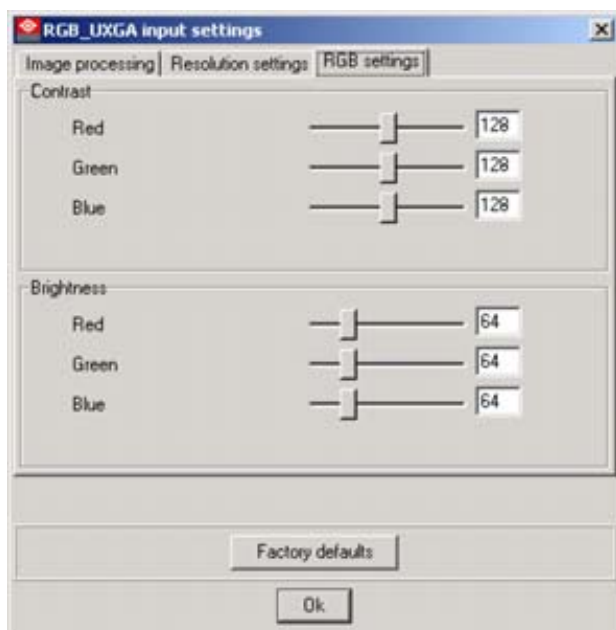 RGB_UXGA input settings
Image processing Resolution settings RGB settings
Contrast
Red 128
Green 128
Blue 128
Brightness
Red 64
Green 64
Blue 64
Factory defaults
Ok